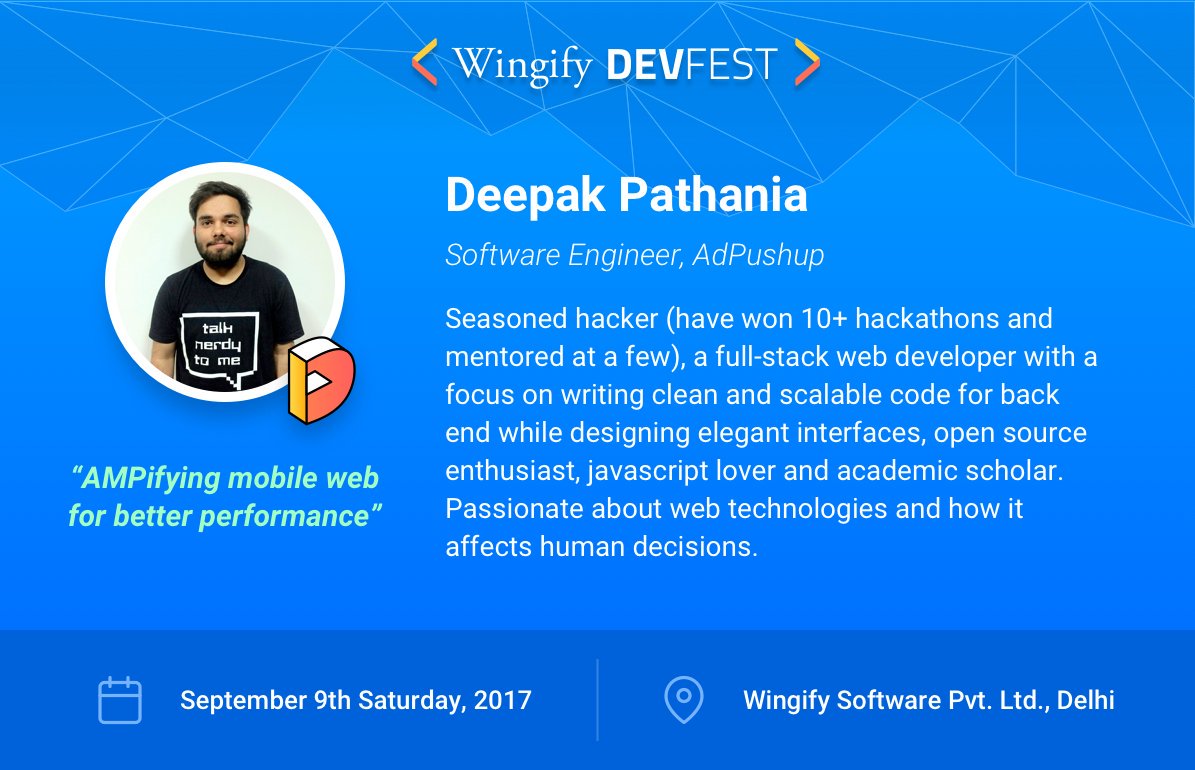 Wingify DEVFEST
Deepak Pathania
Software Engineer, AdPushup
Seasoned hacker (have won 10+ hackathons and
mentored at a few), a full-stack web developer with a
focus on writing clean and scalable code for back
end while designing elegant interfaces, open source
enthusiast, javascript lover and academic scholar.
Passionate about web technologies and how it
affects human decisions.
talk
nerdy
to me
“AMPifying mobile web
for better performance”
September 9th Saturday, 2017
Wingify Software Pvt. Ltd., Delhi